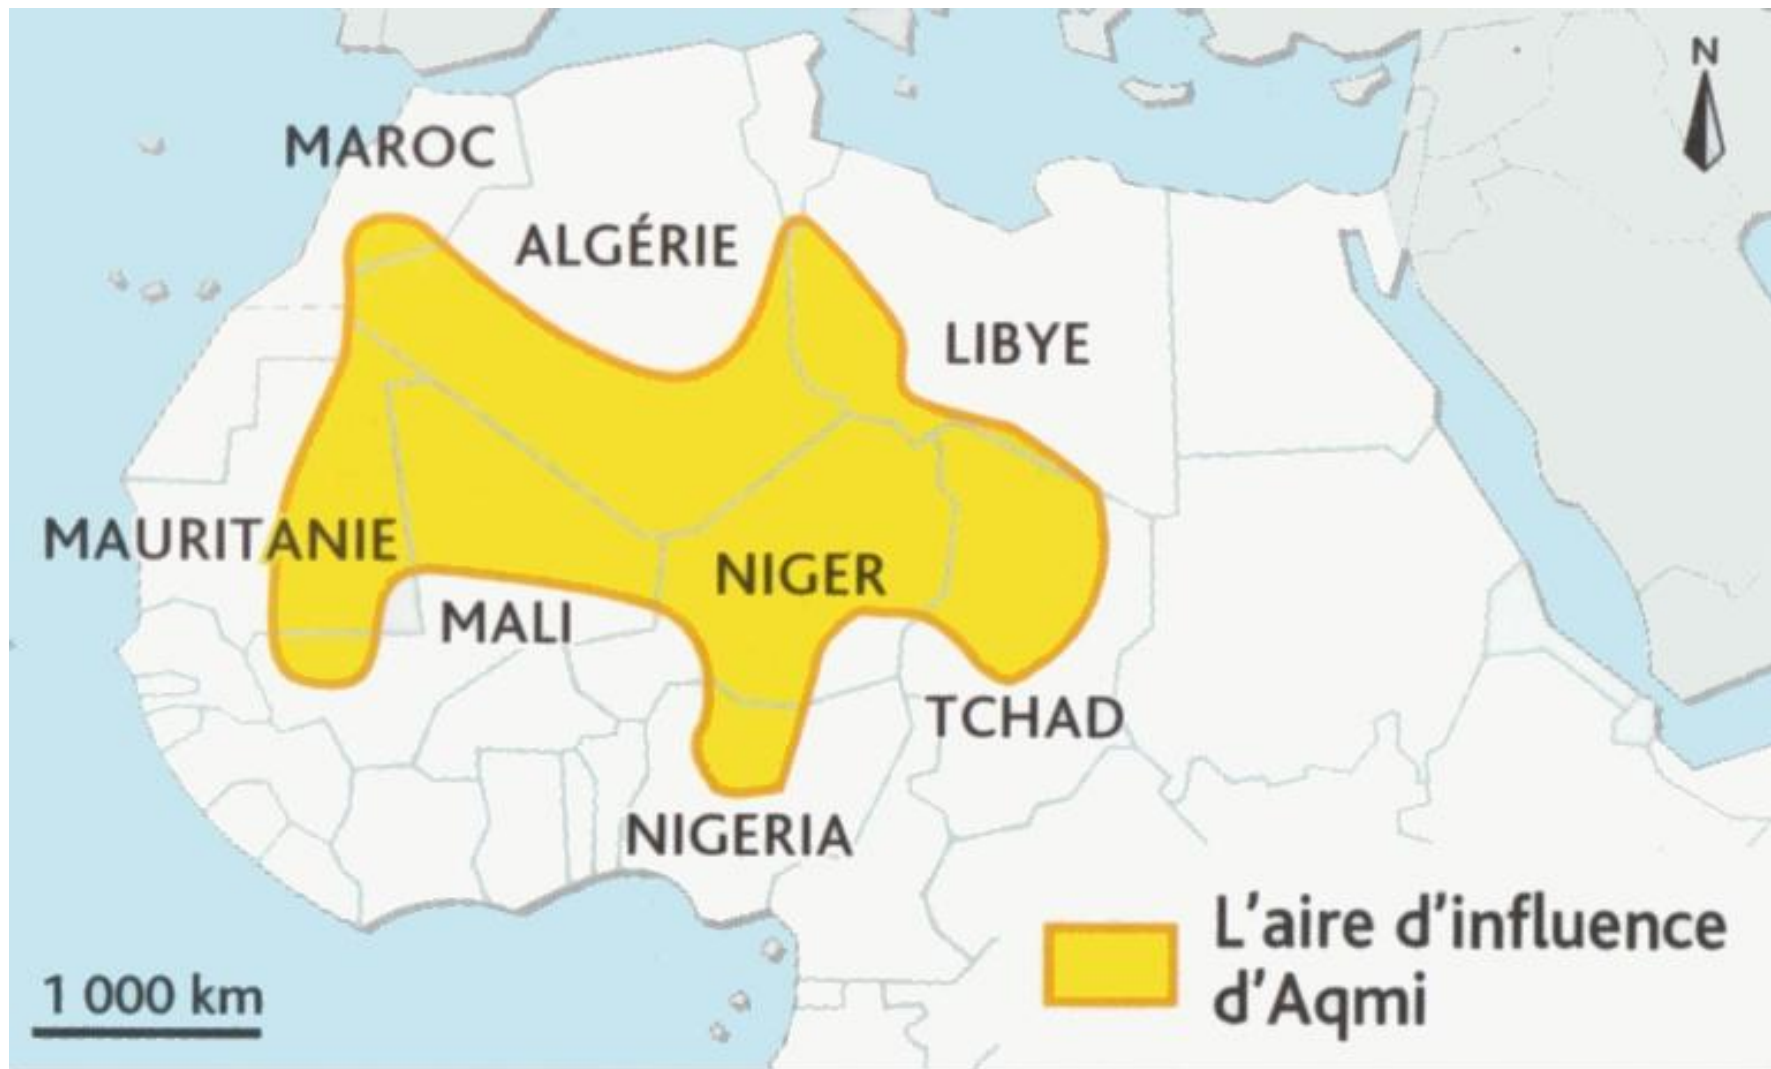 N
MAROC
ALGÉRIE
LIBYE
MAURITANIE
NIGER
MALI
TCHAD
NIGERIA
L'aire d'influence
d'Aqmi
1 000 km